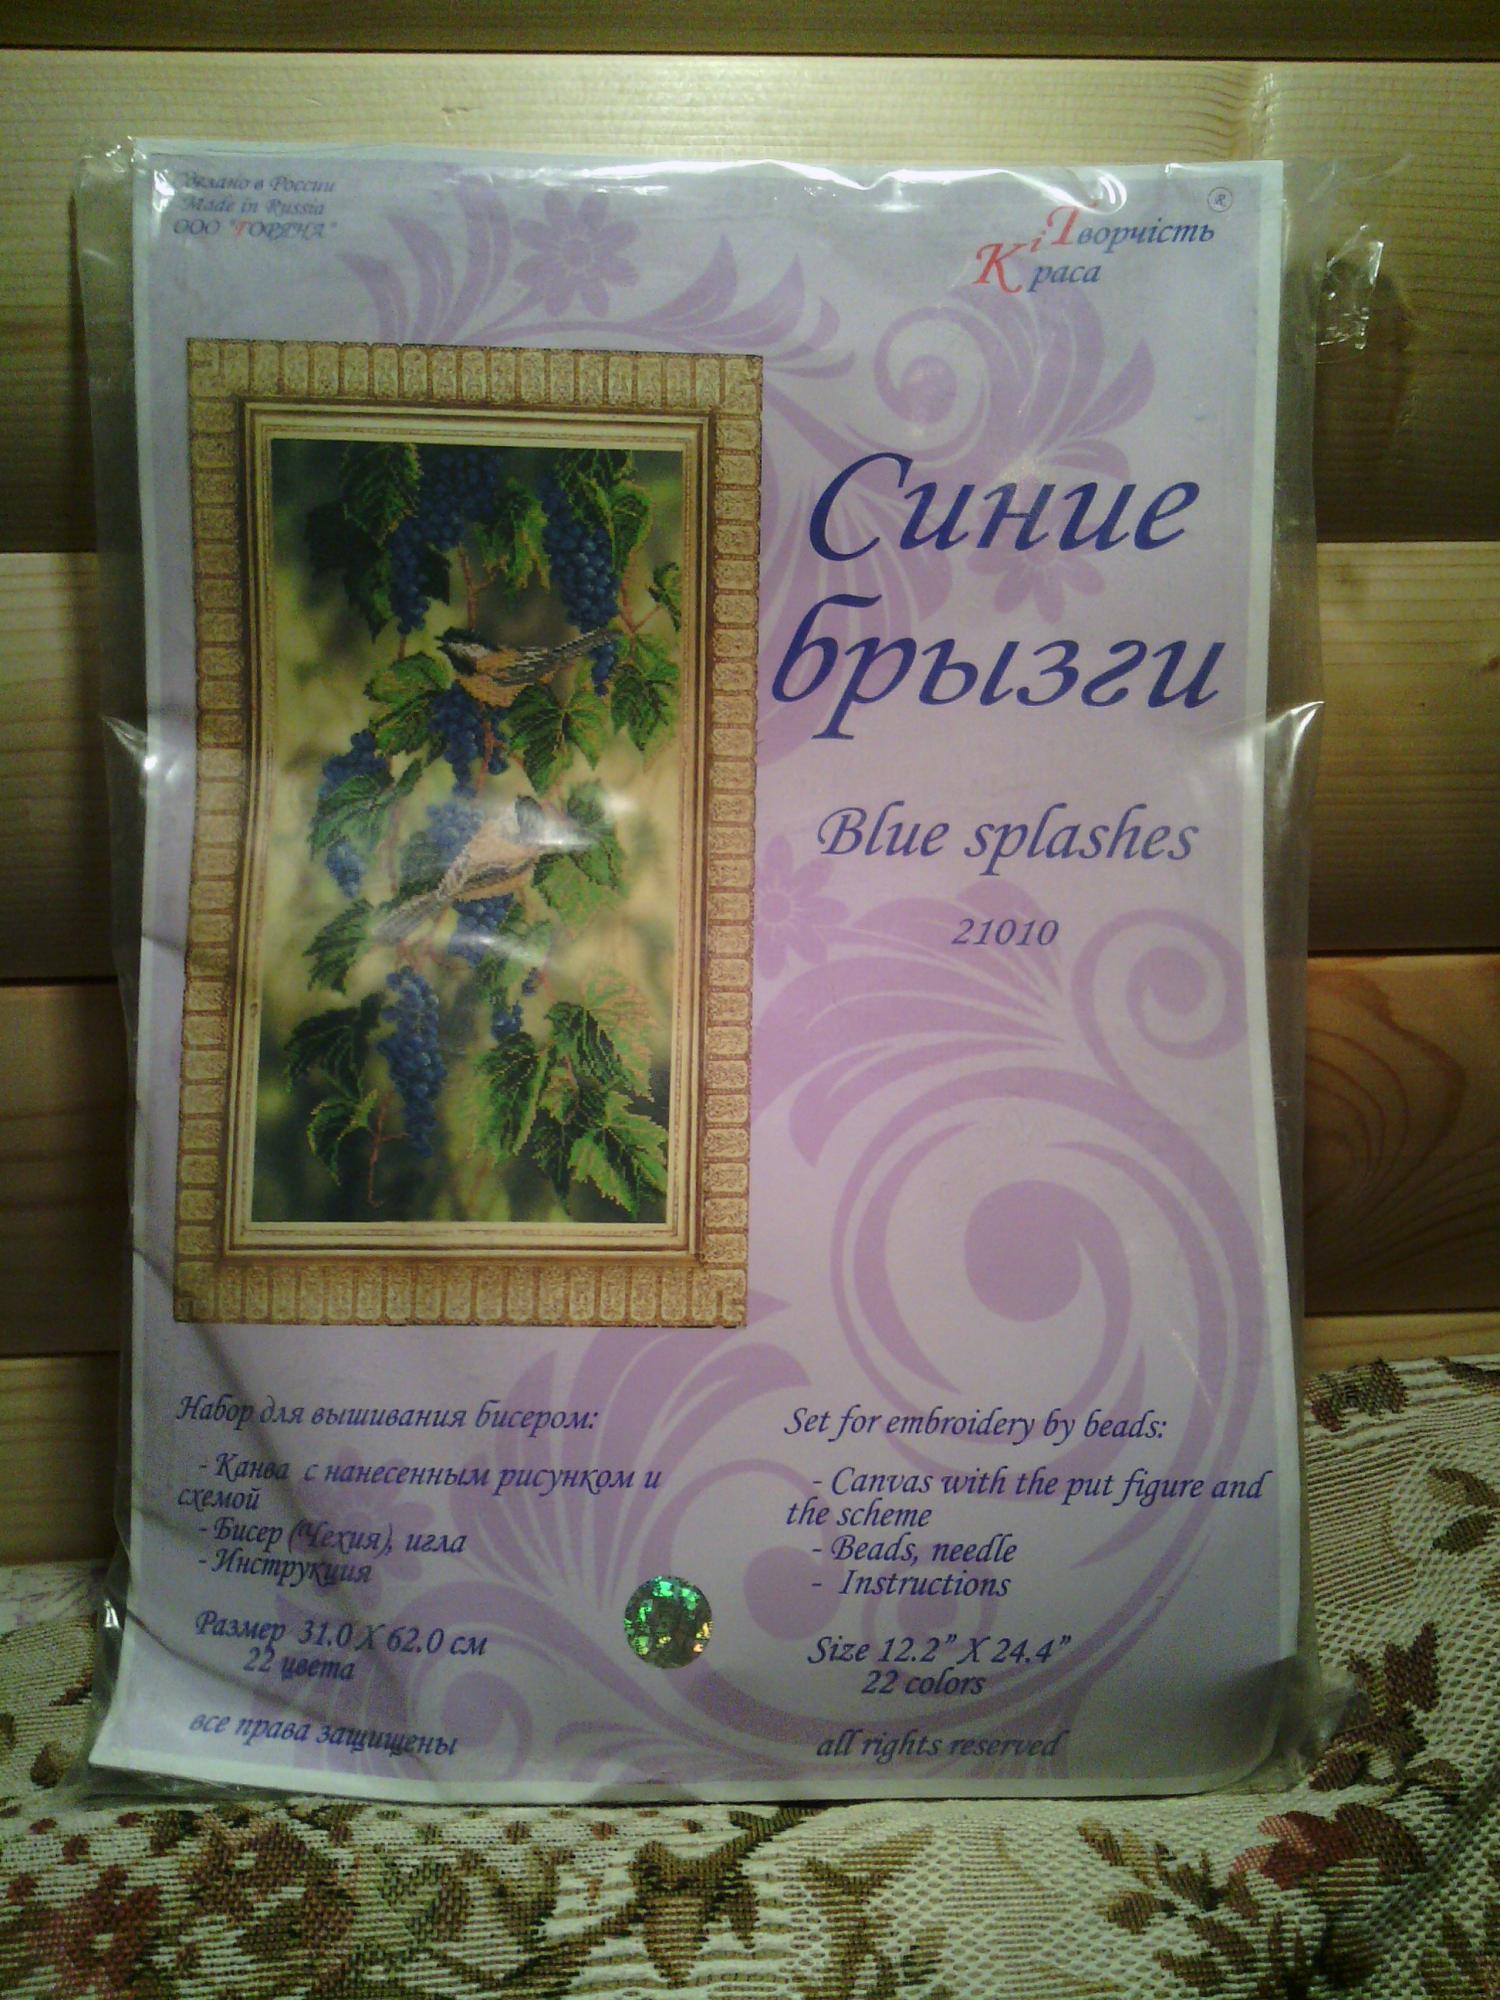 Сделано в России
Made in Russia
ООО "ГОРЯНА"
Творчість
і
Краса
®
Синие
брызги
Blue splashes
21010
Набор для вышивания бисером:
- Канва с нанесенным рисунком и
схемой
- Бисер (Чехия), игла
- Инструкция
Размер 31.0 X 62.0 см
22 цвета
все права защищены
Set for embroidery by beads:
- Canvas with the put figure and
the scheme
- Beads, needle
- Instructions
Size 12.2” X 24.4”
22 colors
all rights reserved